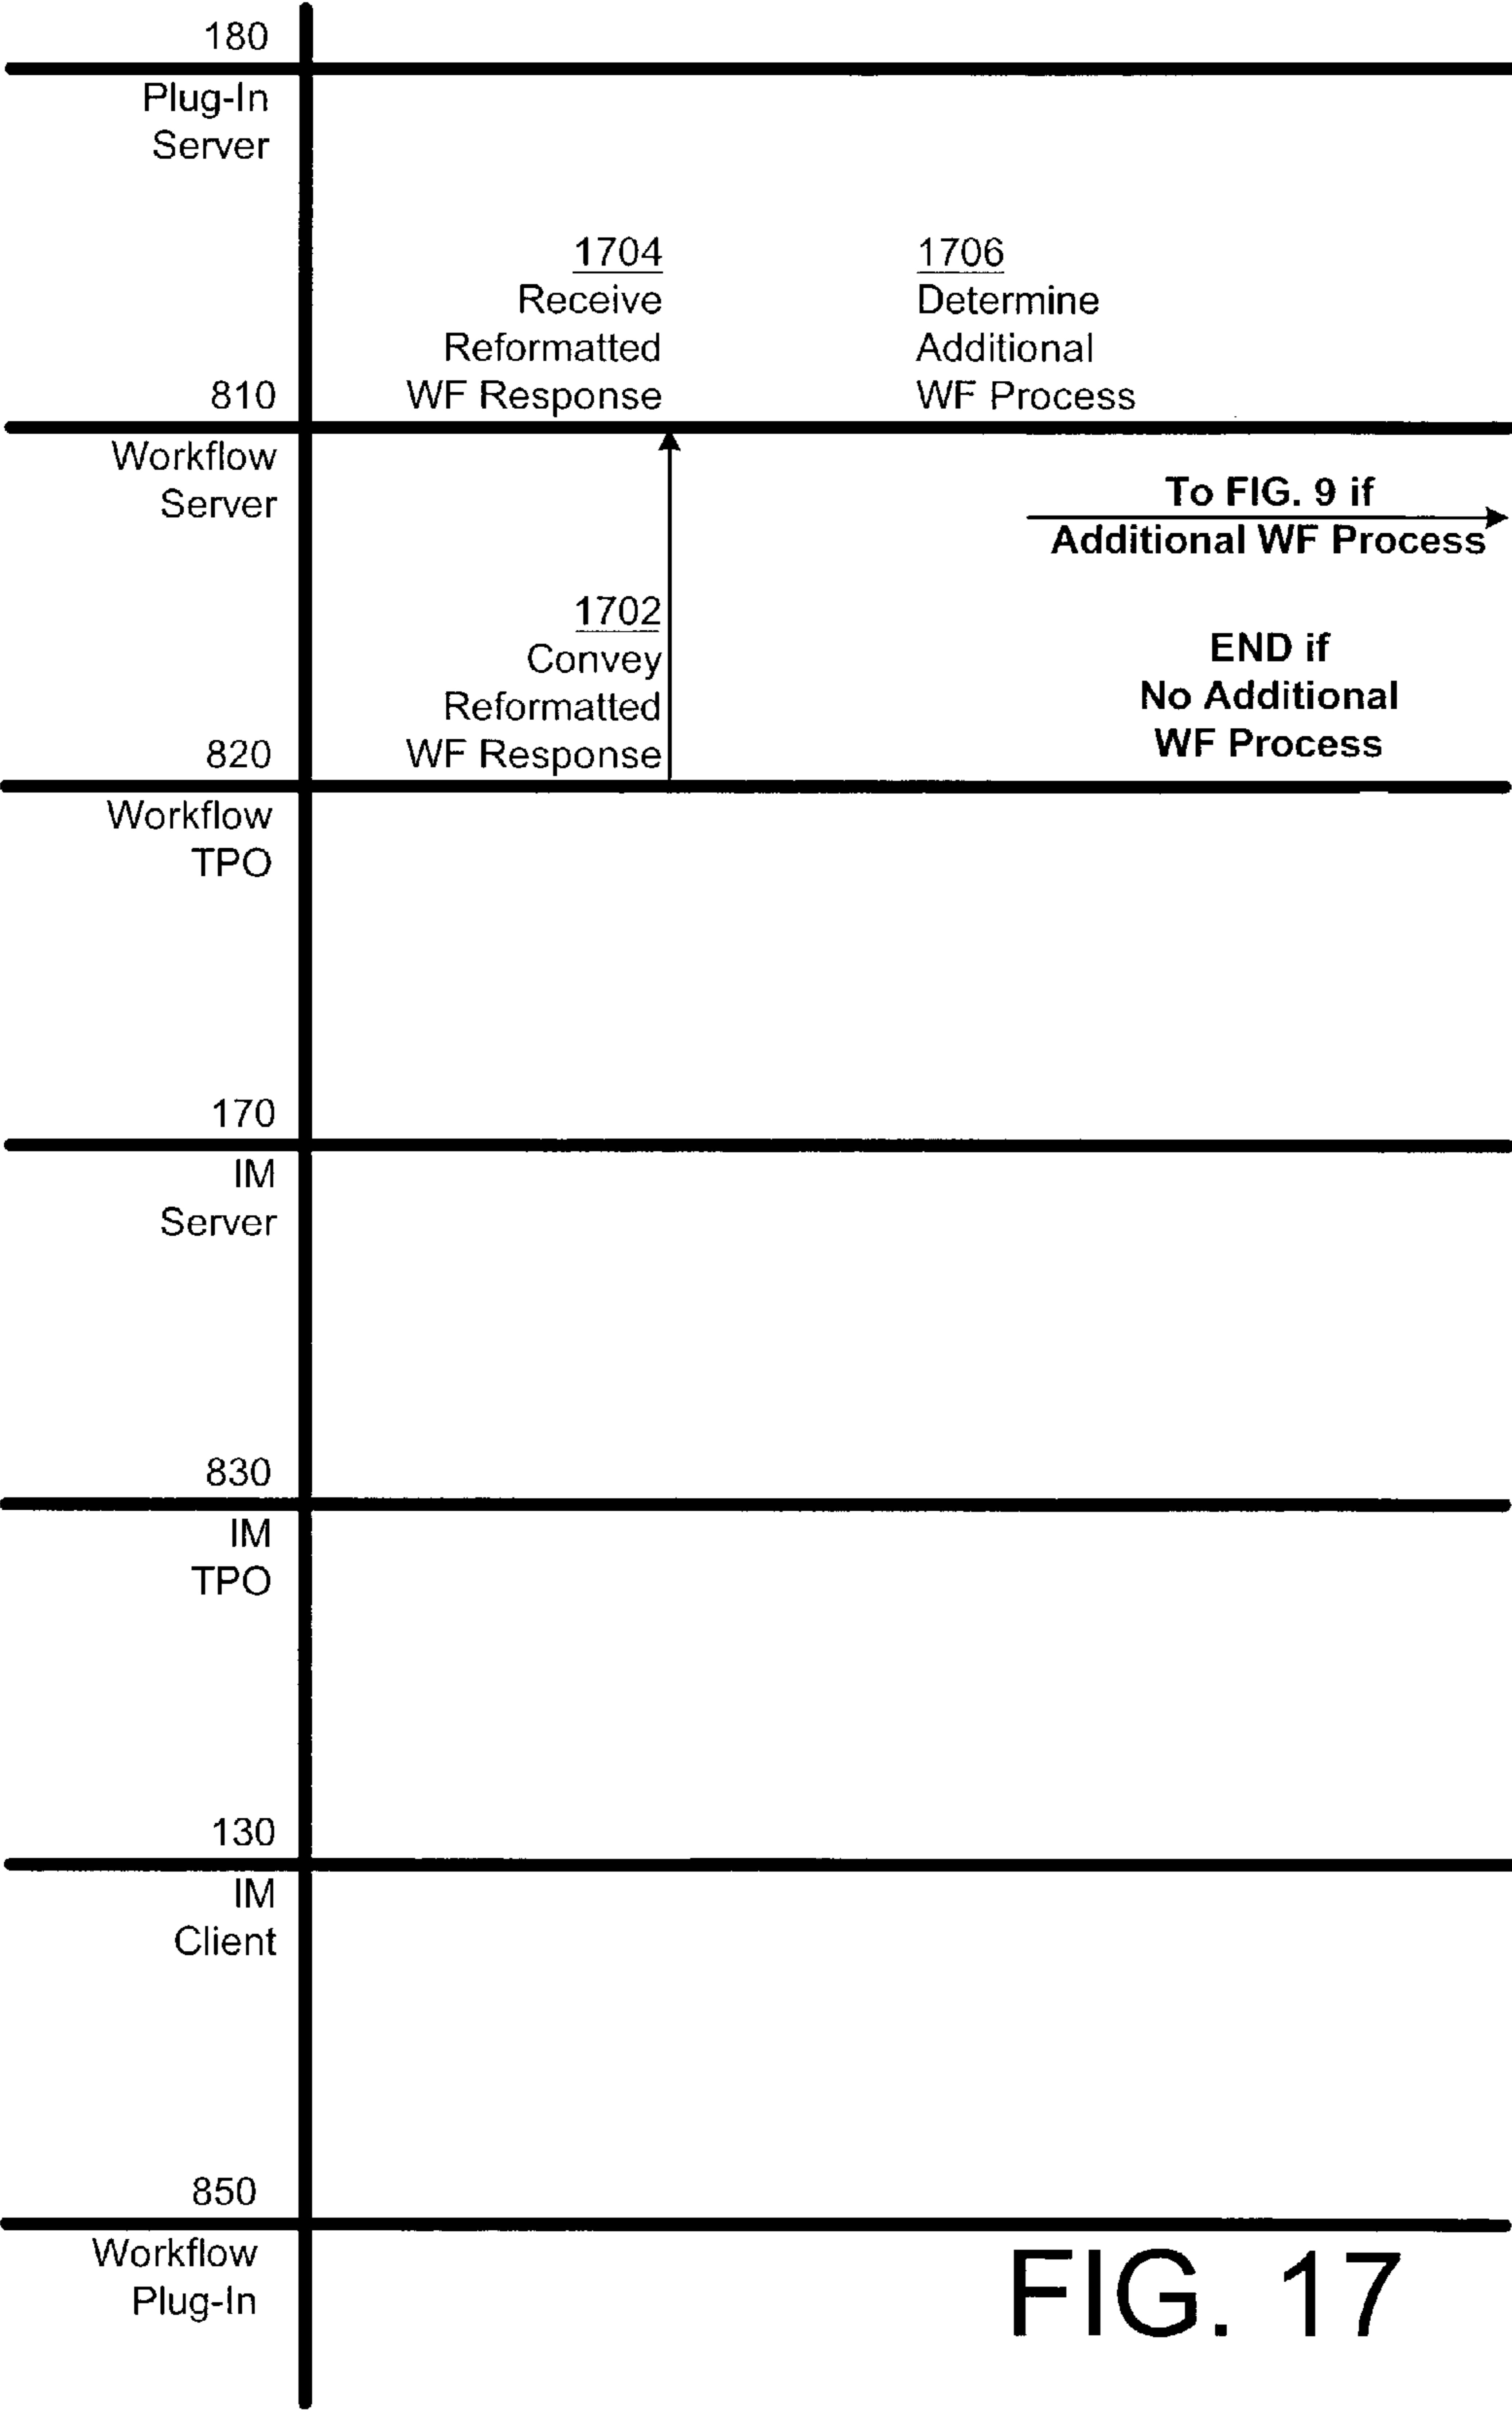 180
Plug-In
Server
1704
Receive
Reformatted
WF Response
1706
Determine
Additional
WF Process
810
Workflow
Server
To FIG. 9 if
Additional WF Process
1702
Convey
Reformatted
WF Response
END if
No Additional
WF Process
820
Workflow
TPO
170
IM
Server
830
IM
TPO
130
IM
Client
850
Workflow
Plug-In
FIG. 17